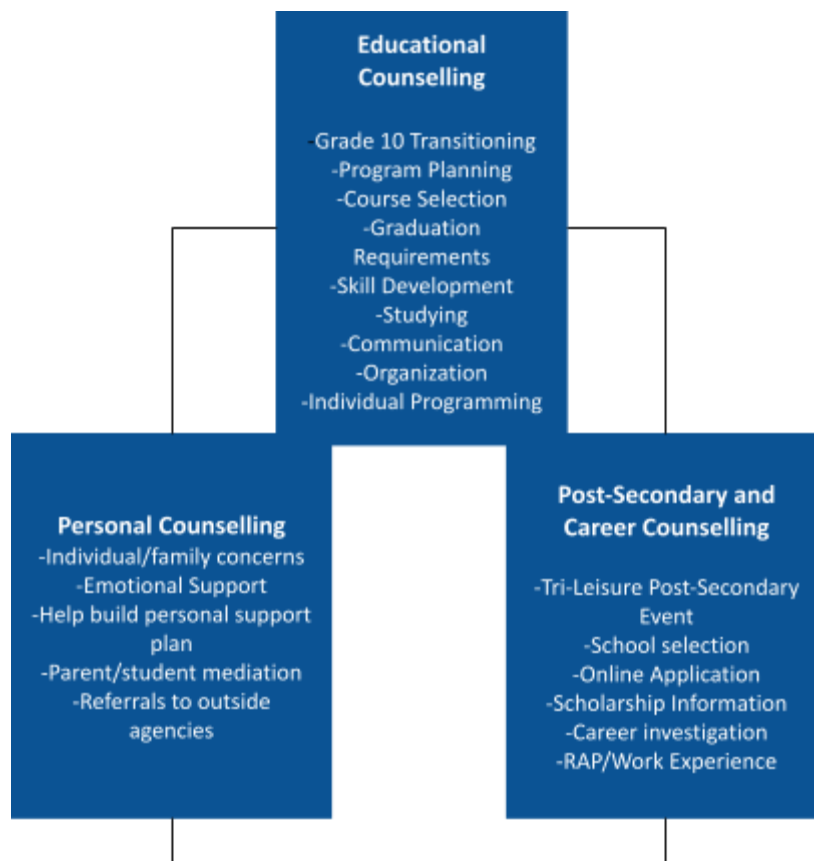 Educational
Counselling
-Grade 10 Transitioning
-Program Planning
-Course Selection
-Graduation
Requirements
-Skill Development
-Studying
-Communication
-Organization
-Individual Programming
Personal Counselling
-Individual/family concerns
-Emotional Support
-Help build personal support
plan
-Parent/student mediation
-Referrals to outside
agencies
Post-Secondary and
Career Counselling
-Tri-Leisure Post-Secondary
Event
-School selection
-Online Application
-Scholarship Information
-Career investigation
-RAP/Work Experience